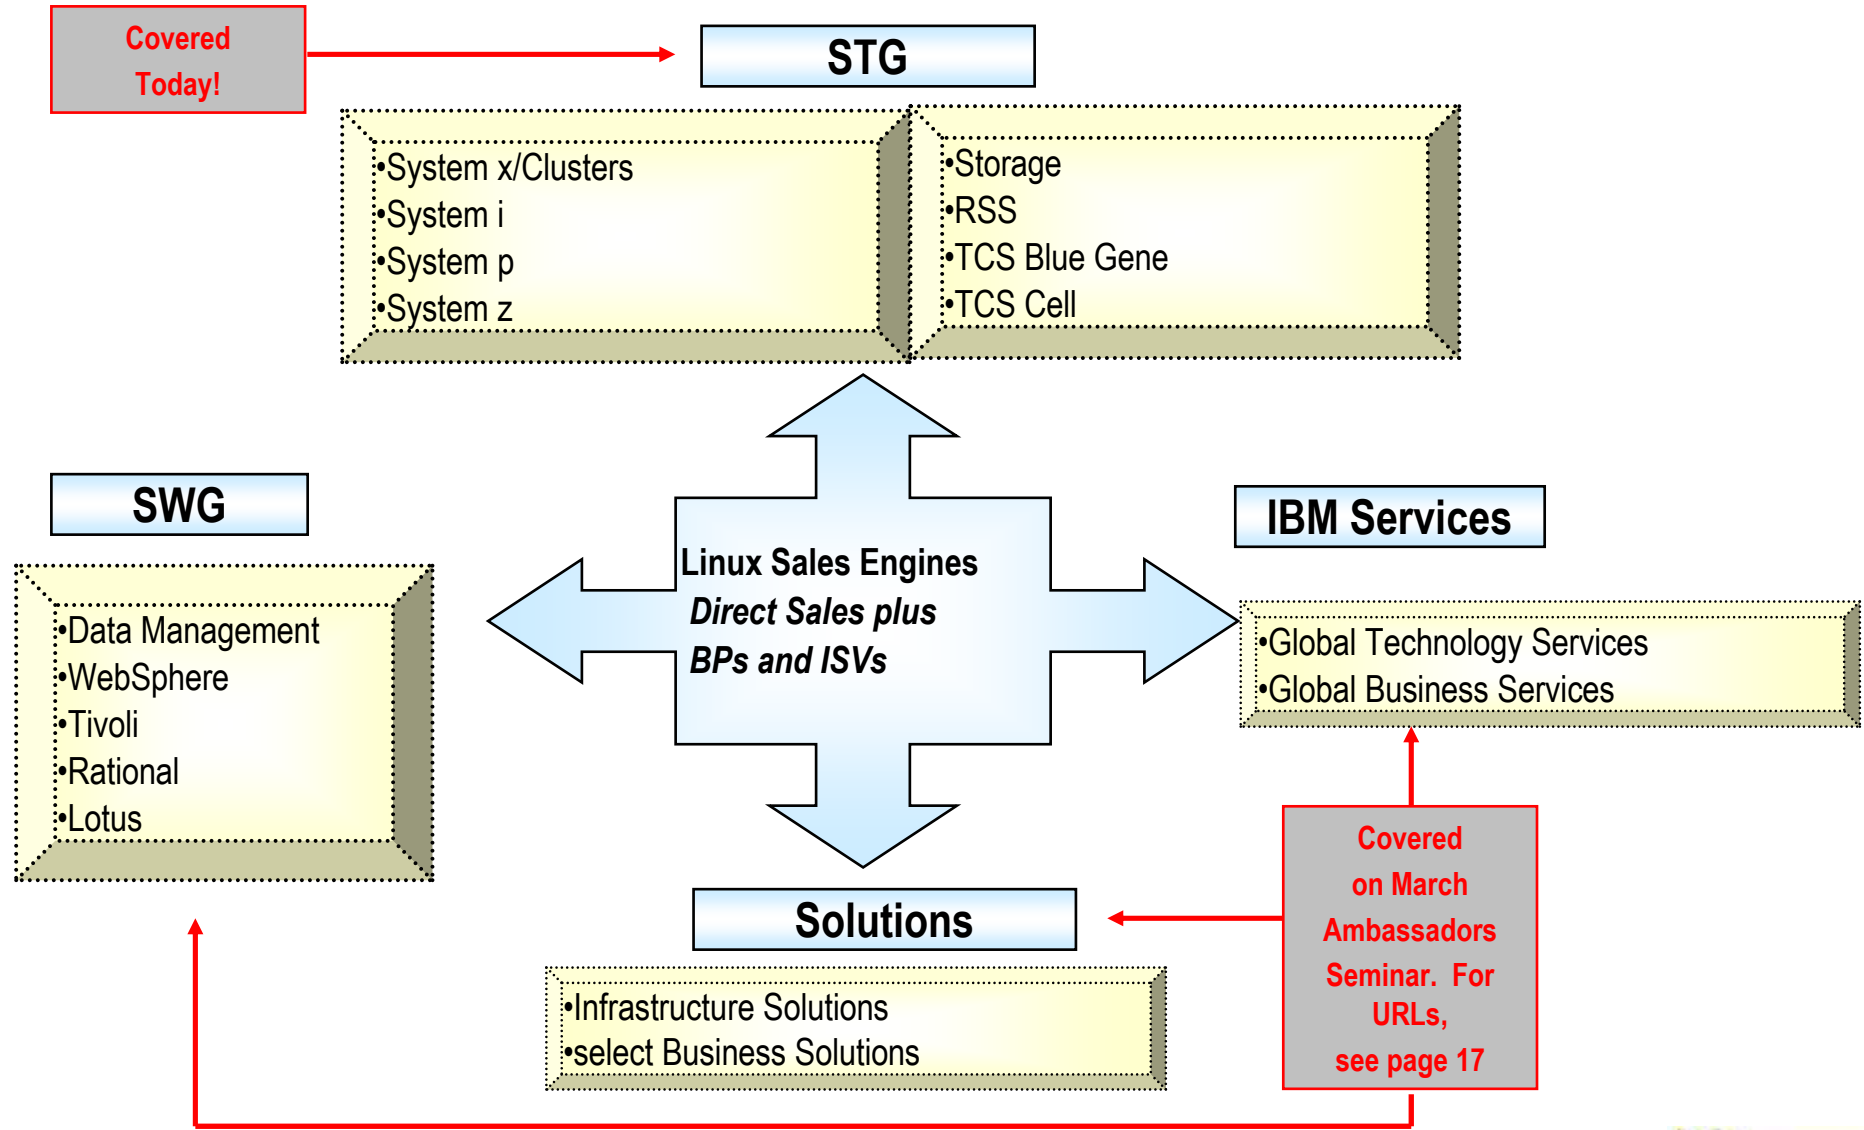 Covered
Today!
STG
•System x/Clusters
•System i
•System p
•System z
•Storage
•RSS
•TCS Blue Gene
•TCS Cell
SWG
•Data Management
•WebSphere
•Tivoli
•Rational
•Lotus
Linux Sales Engines
Direct Sales plus
BPs and ISVs
IBM Services
•Global Technology Services
•Global Business Services
Solutions
•Infrastructure Solutions
•select Business Solutions
Covered
on March
Ambassadors
Seminar.  For
URLs,
see page 17